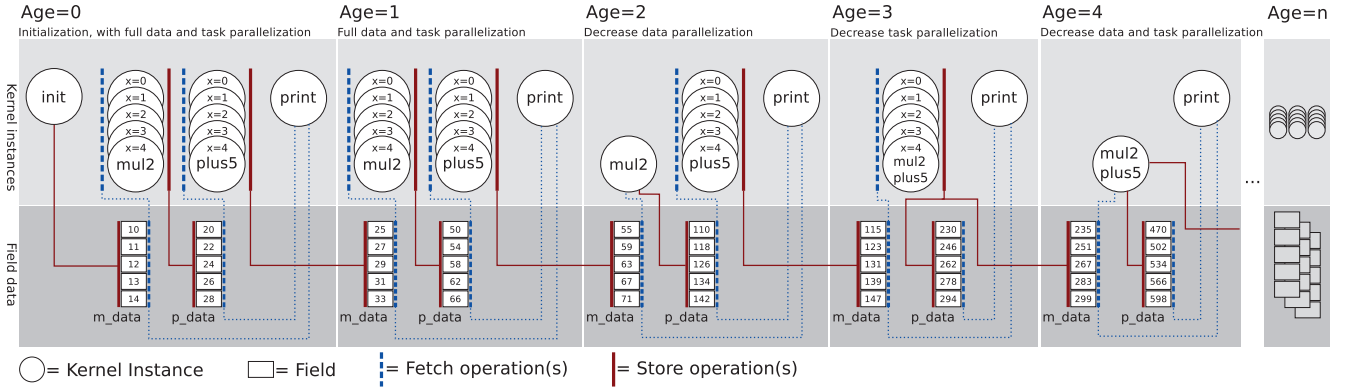 Age=0
Age=1
Age=2
Age=3
Age=4
Age=n
Initialization, with full data and task parallelization
Full data and task parallelization
Decrease data parallelization
Decrease task parallelization
Decrease data and task parallelization
Kernel instances
init
x=0
x=1
x=2
x=3
x=4
mul2
x=0
x=1
x=2
x=3
x=4
plus5
print
x=0
x=1
x=2
x=3
x=4
mul2
x=0
x=1
x=2
x=3
x=4
plus5
print
mul2
x=0
x=1
x=2
x=3
x=4
plus5
print
x=0
x=1
x=2
x=3
x=4
mul2
plus5
print
mul2
plus5
print
...
Field data
10
11
12
13
14
m_data
20
22
24
26
28
p_data
25
27
29
31
33
m_data
50
54
58
62
66
p_data
55
59
63
67
71
m_data
110
118
126
134
142
p_data
115
123
131
139
147
m_data
230
246
262
278
294
p_data
235
251
267
283
299
m_data
470
502
534
566
598
p_data
= Kernel Instance
= Field
= Fetch operation(s)
= Store operation(s)